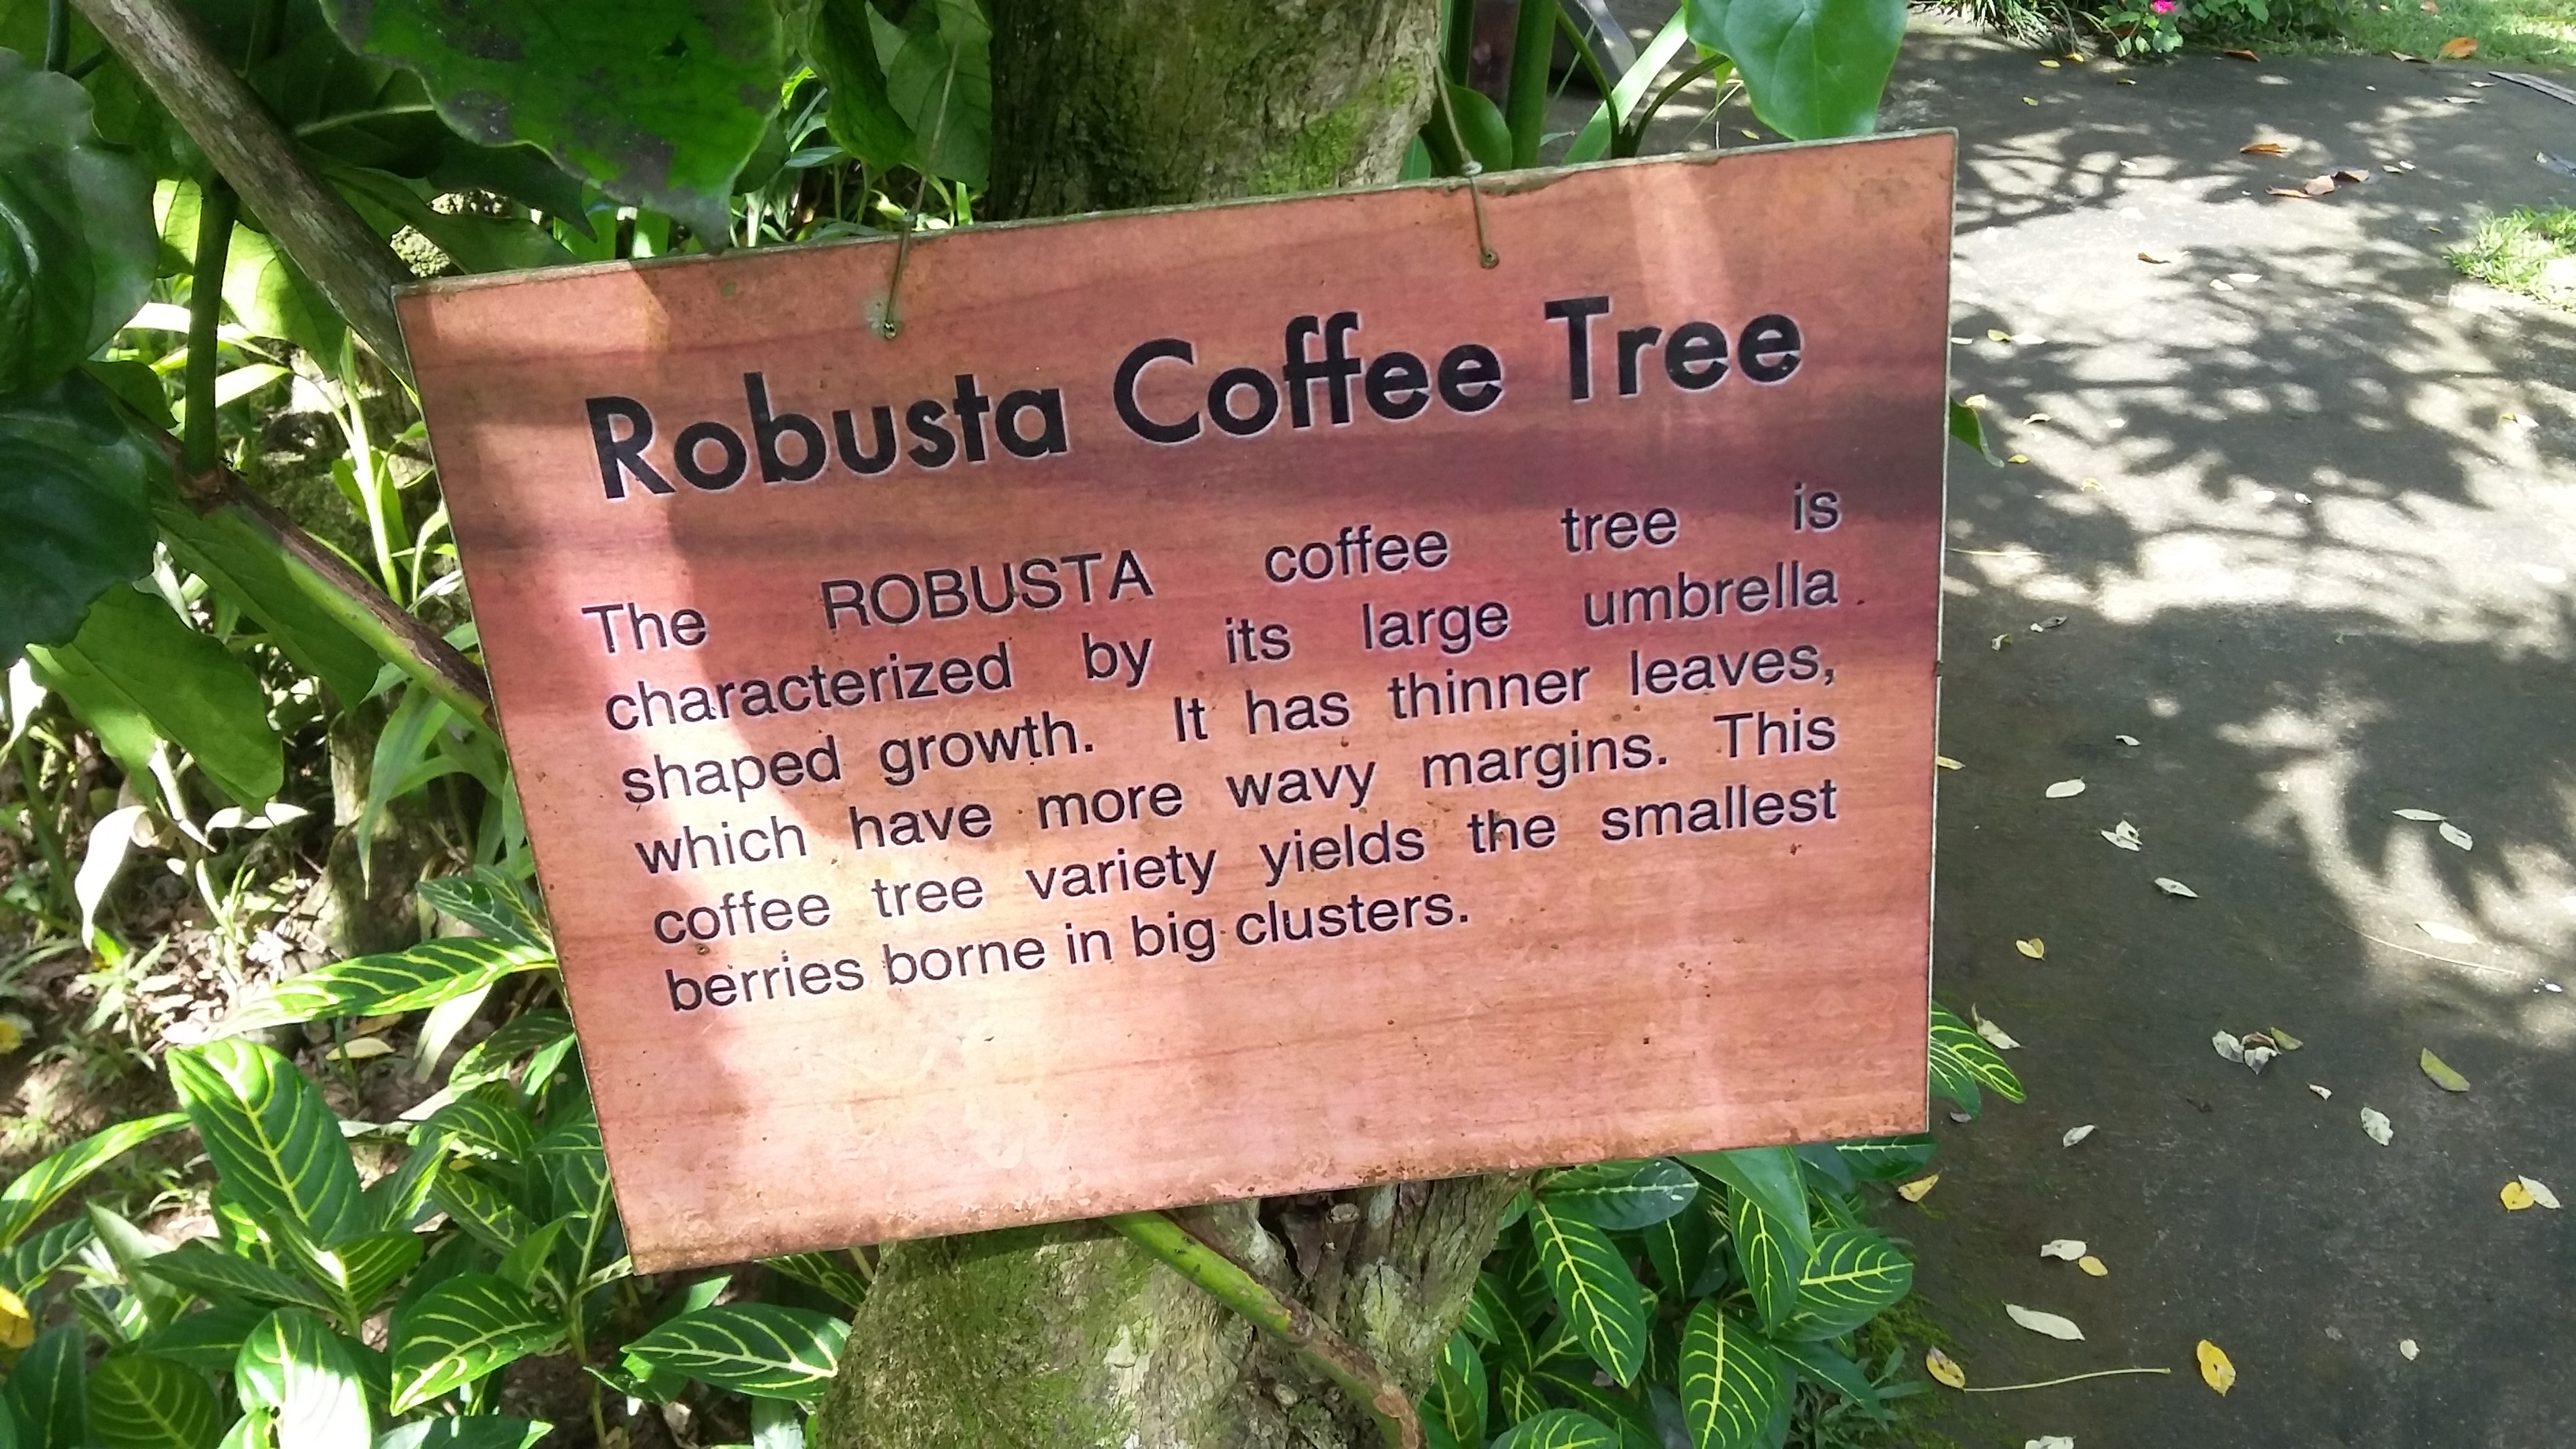 Robusta Coffee Tree
The ROBUSTA coffee tree is
characterized by its large umbrella
shaped growth. It has thinner leaves,
which have more wavy margins. This
coffee tree variety yields the smallest
berries borne in big clusters.